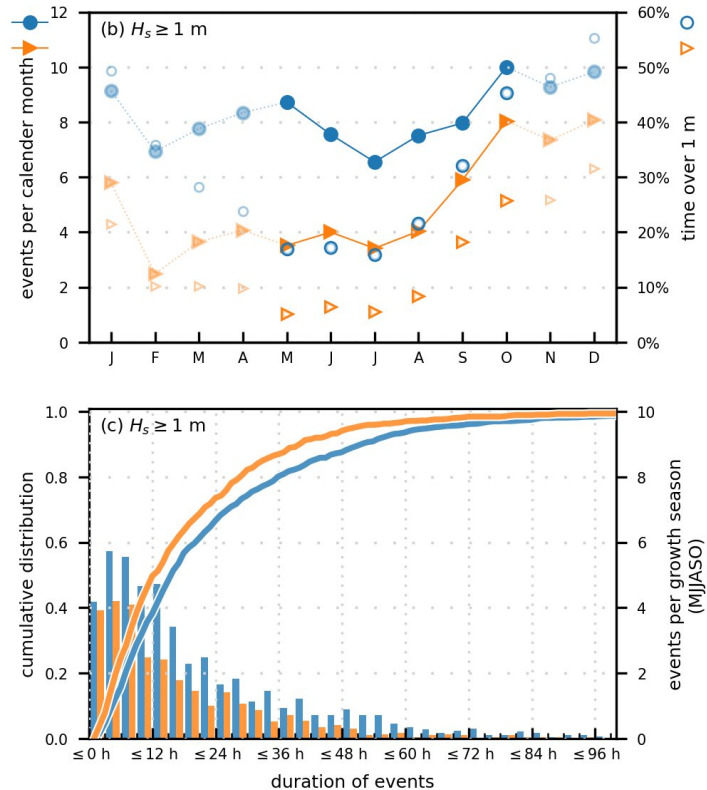 12
10
8
6
4
2
0
events per calender month
(b) Hₛ ≥ 1 m
60%
50%
40%
30%
20%
10%
0%
time over 1 m
J F M A M J J A S O N D
1.0
0.8
0.6
0.4
0.2
0.0
cumulative distribution
(c) Hₛ ≥ 1 m
10
8
6
4
2
0
events per growth season
(MJJASO)
≤0 h ≤12 h ≤24 h ≤36 h ≤48 h ≤60 h ≤72 h ≤84 h ≤96 h
duration of events